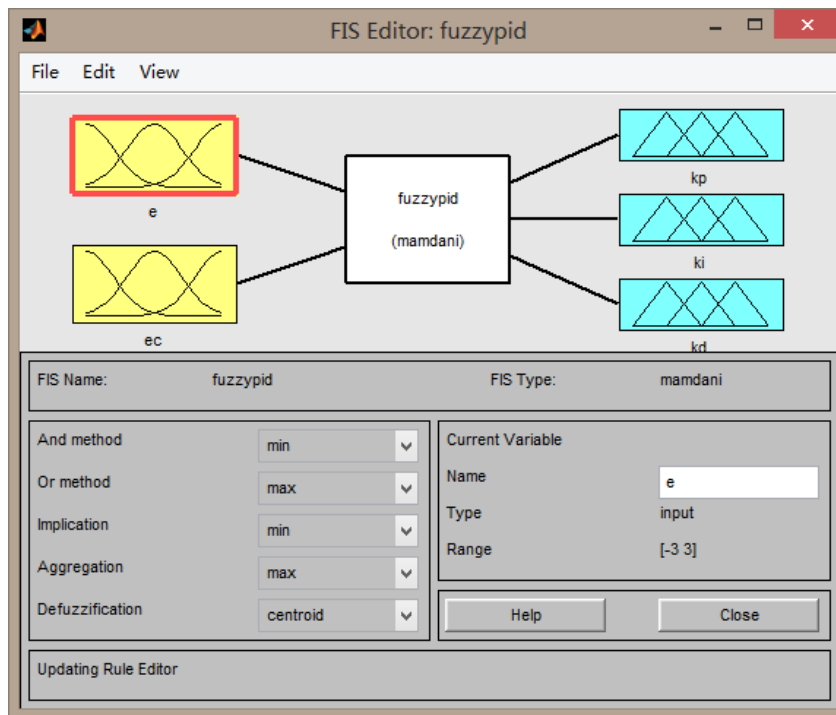 FIS Editor: fuzzypid
File Edit View
e
ec
fuzzypid
(mamdani)
kp
ki
kd
FIS Name: fuzzypid FIS Type: mamdani
And method min
Or method max
Implication min
Aggregation max
Defuzzification centroid
Current Variable
Name e
Type input
Range [-3 3]
Help Close
Updating Rule Editor